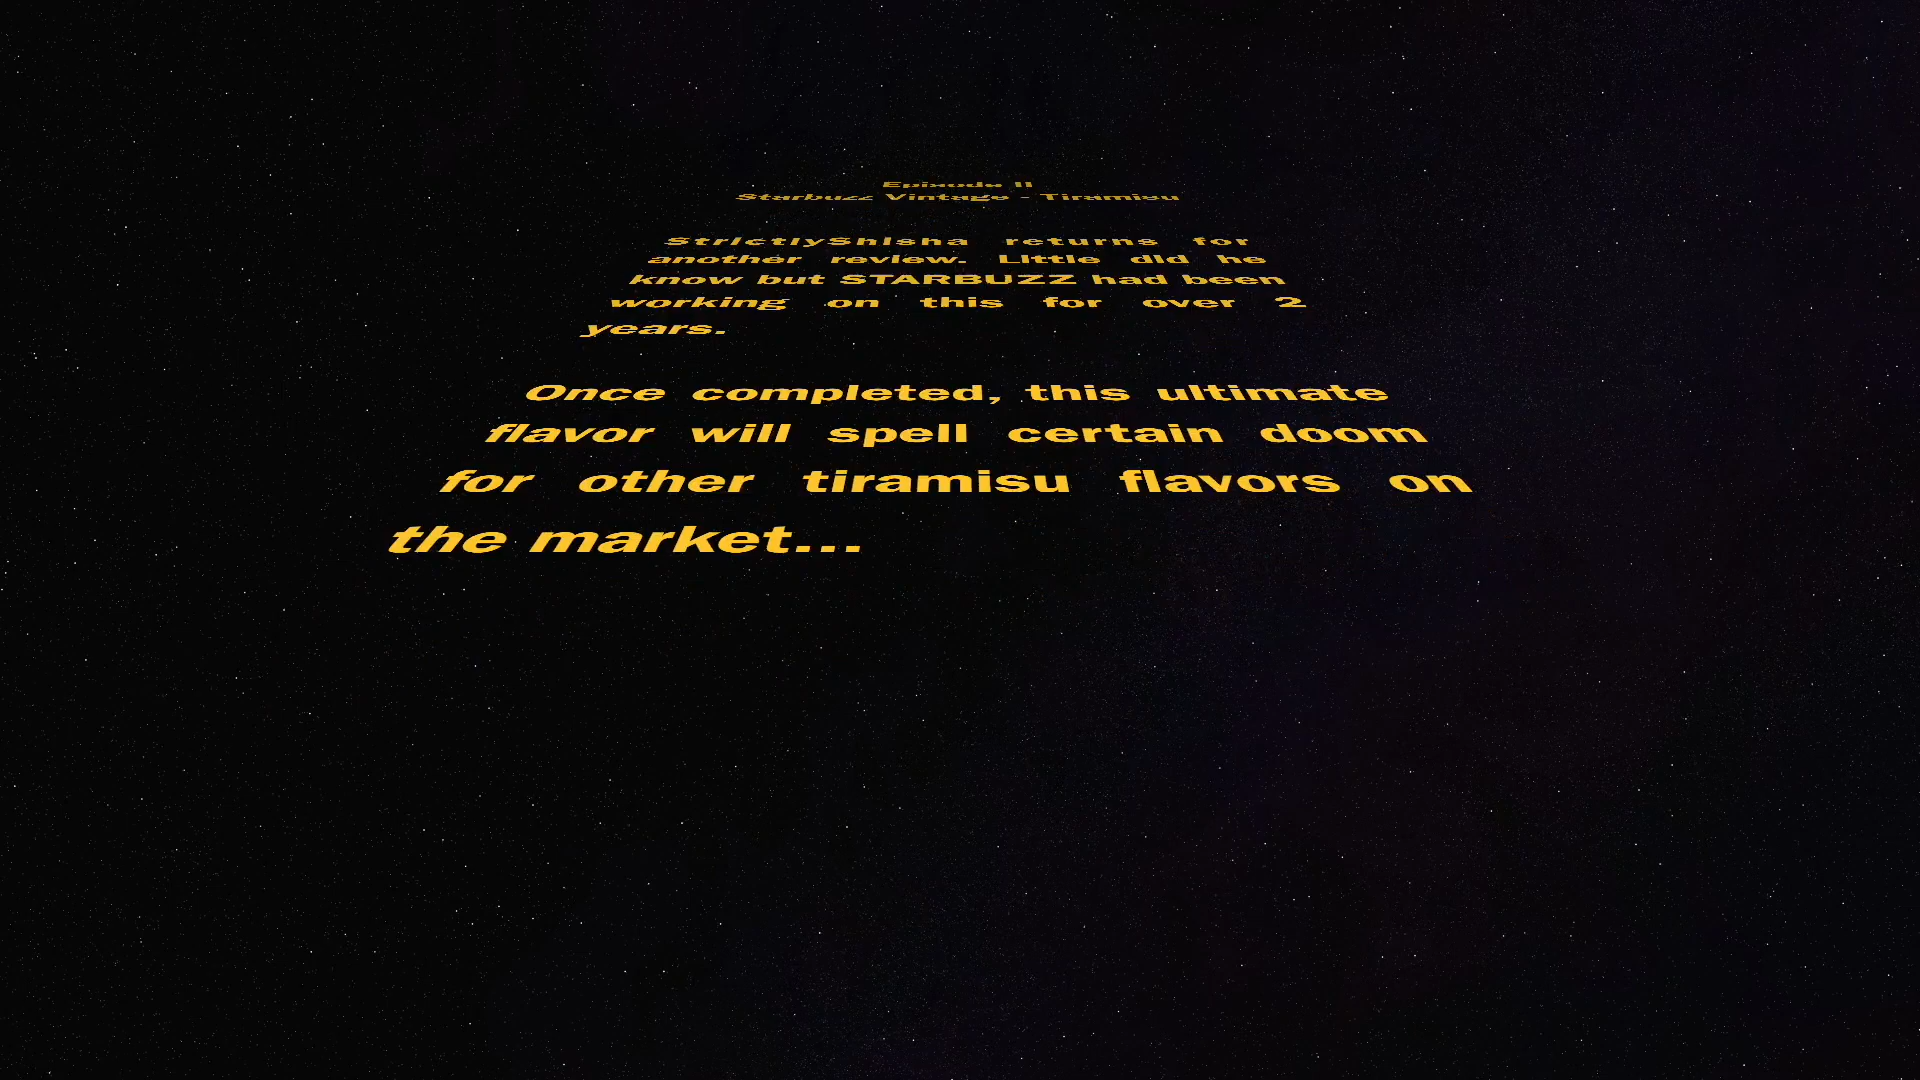 Episode II
Starbuzz Vintage - Tiramisu
StrictlyShisha returns for
another review. Little did he
know but STARBUZZ had been
working on this for over 2
years.
Once completed, this ultimate
flavor will spell certain doom
for other tiramisu flavors on
the market...